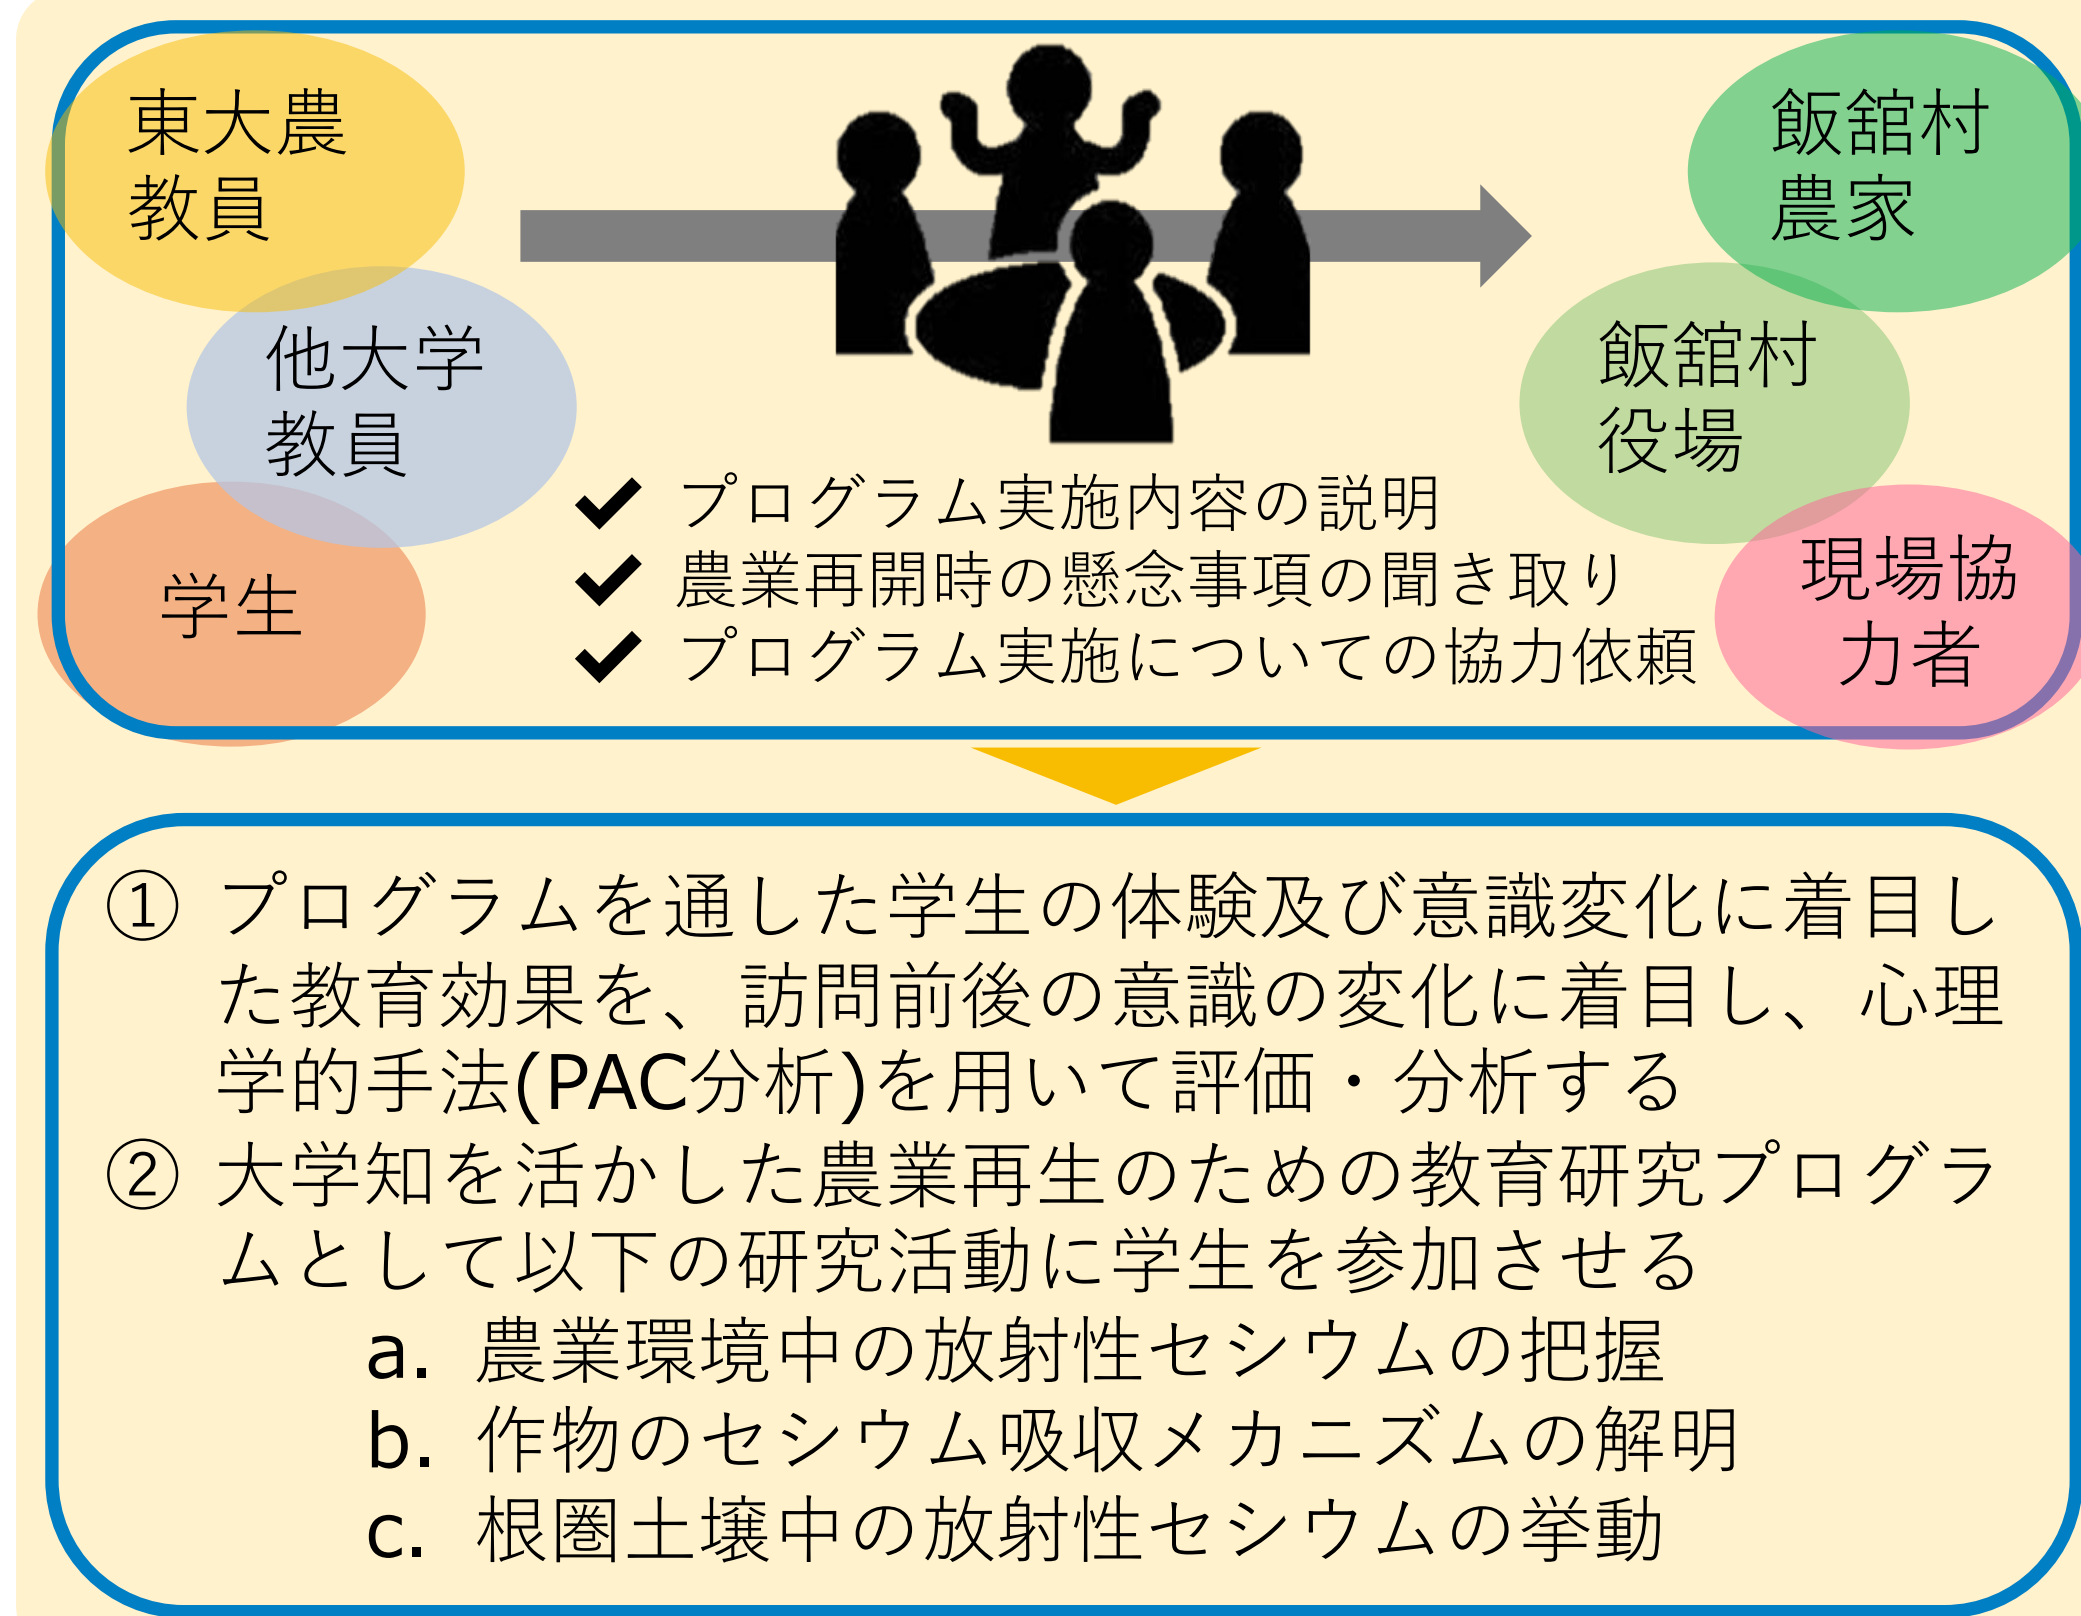 東大農
教員
他大学
教員
学生
飯舘村
農家
飯舘村
役場
現場協
力者
✔ プログラム実施内容の説明
✔ 農業再開時の懸念事項の聞き取り
✔ プログラム実施についての協力依頼
① プログラムを通した学生の体験及び意識変化に着目し
た教育効果を、訪問前後の意識の変化に着目し、心理
学的手法(PAC分析)を用いて評価・分析する
② 大学知を活かした農業再生のための教育研究プログラ
ムとして以下の研究活動に学生を参加させる
a. 農業環境中の放射性セシウムの把握
b. 作物のセシウム吸収メカニズムの解明
c. 根圏土壌中の放射性セシウムの挙動